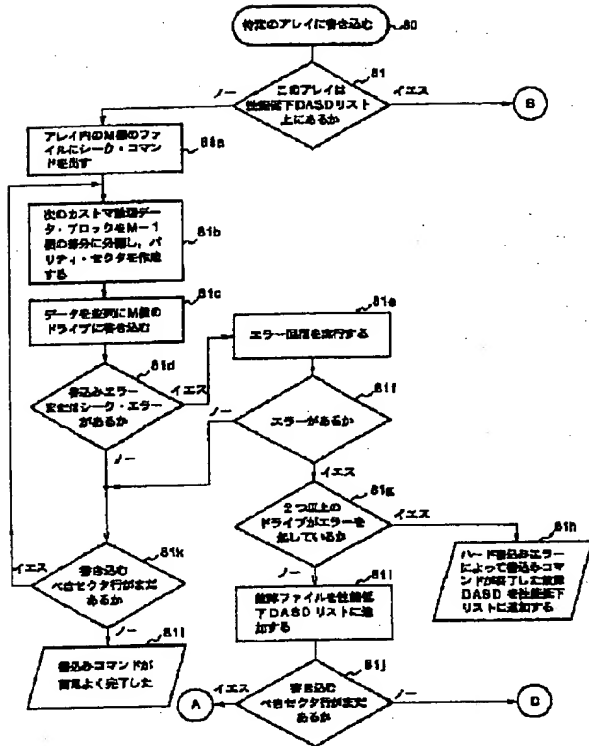 特定のアレイに書き込む
80
81
このアレイは
性能低下DASDリスト
上にあるか
ノー
イエス
B
アレイ内のM個のファ
イルにシーク・コマン
ドを出す
81a
次のカストマ論理デー
タ・ブロックをM－1
個の部分に分離し，パ
リティ・セクタを作成
する
81b
81c
データを並列にM個の
ドライブに書き込む
81d
書込みエラー
またはシーク・エラー
があるか
イエス
ノー
81e
エラー回復を実行する
81f
エラーがあるか
ノー
イエス
81g
2つ以上の
ドライブがエラーを
起しているか
イエス
ノー
81h
ハード書込みエラー
によって書込みコマ
ンドが終了した故障
DASDを性能低下
リストに追加する
81i
故障ファイルを性能低
下DASDリストに追
加する
81j
書き込む
べきセクタ行がまだ
あるか
イエス
A
ノー
D
81k
書き込む
べきセクタ行がまだ
あるか
イエス
ノー
81l
書込みコマンドが
首尾よく完了した